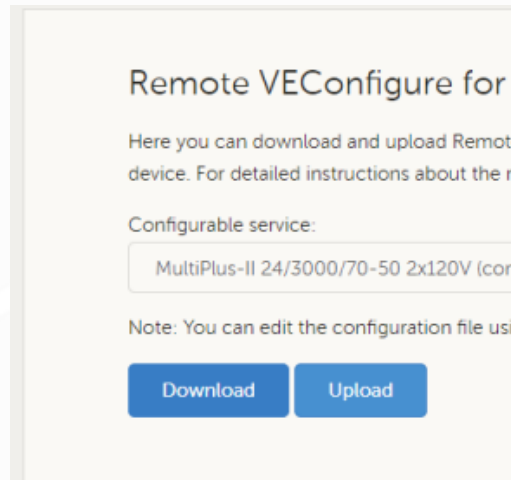 Remote VEConfigure for
Here you can download and upload Remot
device. For detailed instructions about the
Configurable service:
MultiPlus-II 24/3000/70-50 2x120V (con
Note: You can edit the configuration file usi
Download
Upload